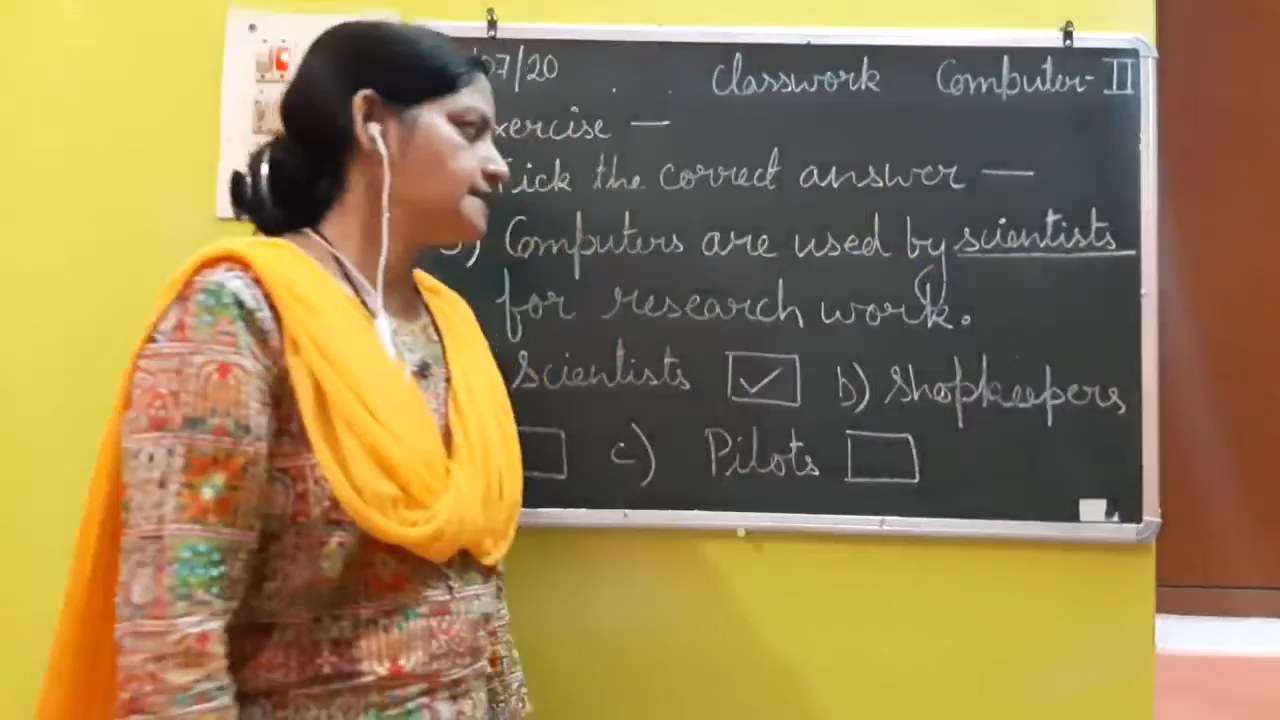 07/20 Classwork Computer-II
xercise —
Tick the correct answer —
) Computers are used by scientists
for research work.
Scientists ✓ b) Shopkeepers
c) Pilots